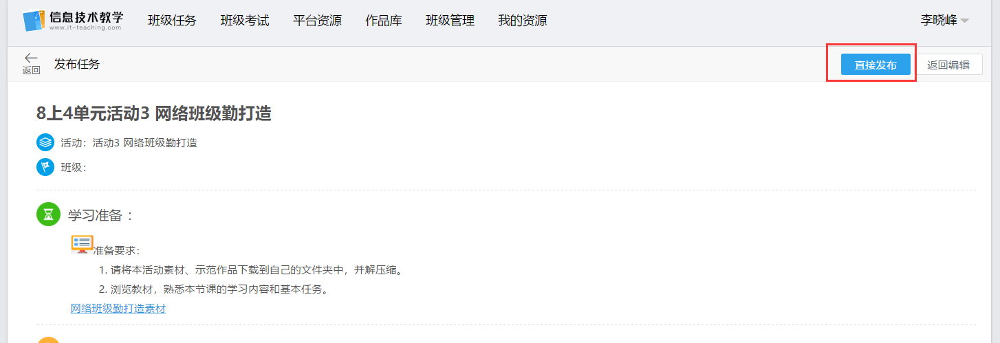 信息技术教学
www.it-teaching.com
班级任务 班级考试 平台资源 作品库 班级管理 我的资源 李晓峰
返回 发布任务 直接发布 返回编辑
8上4单元活动3 网络班级勤打造
活动：活动3 网络班级勤打造
班级：
学习准备 ：
准备要求：
1. 请将本活动素材、示范作品下载到自己的文件夹中，并解压缩。
2. 浏览教材，熟悉本节课的学习内容和基本任务。
网络班级勤打造素材